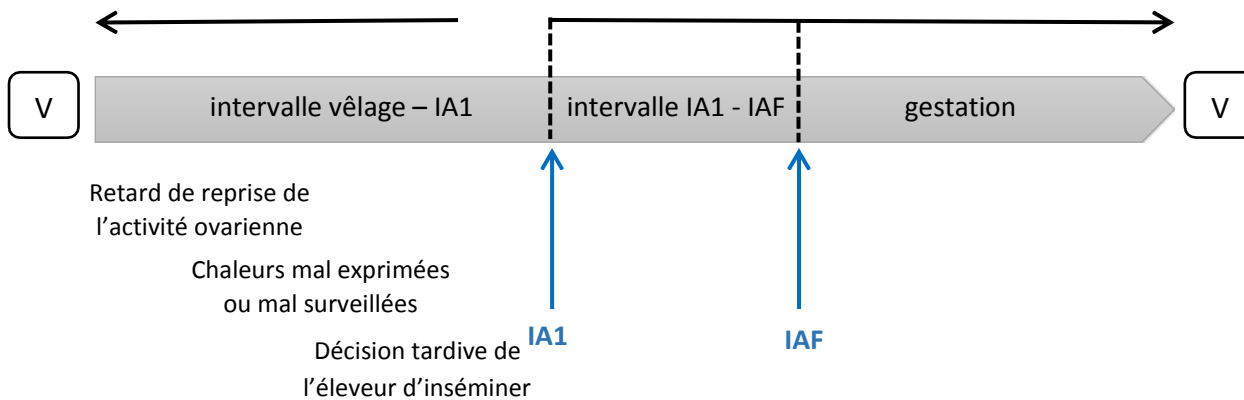 V
intervalle vêlage – IA1
intervalle IA1 - IAF
gestation
V
Retard de reprise de
l'activité ovarienne
Chaleurs mal exprimées
ou mal surveillées
IA1
IAF
Décision tardive de
l'éleveur d'inséminer